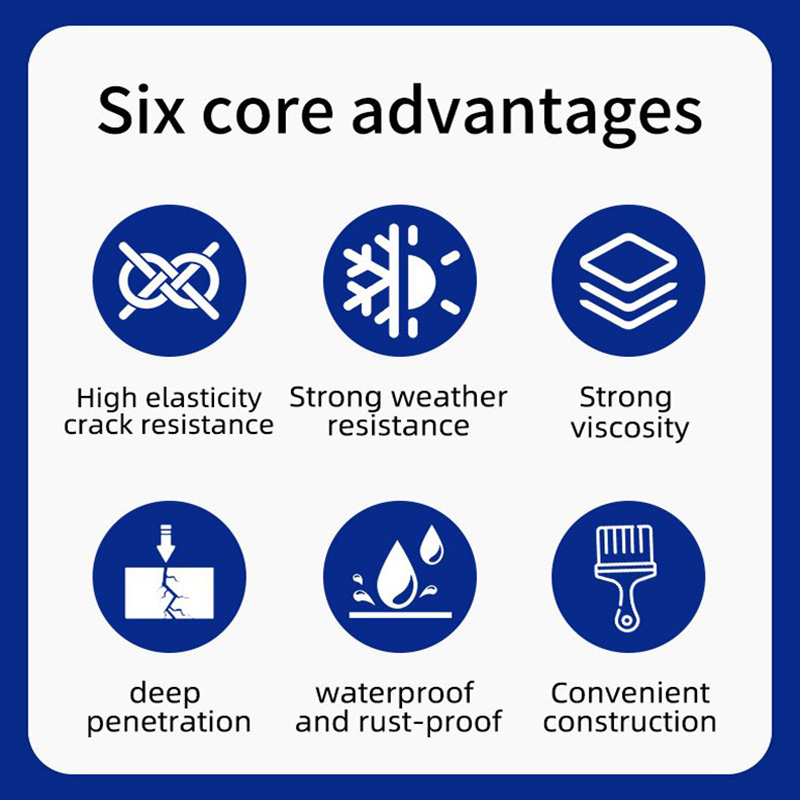 Six core advantages
High elasticity
crack resistance
Strong weather
resistance
Strong
viscosity
deep
penetration
waterproof
and rust-proof
Convenient
construction